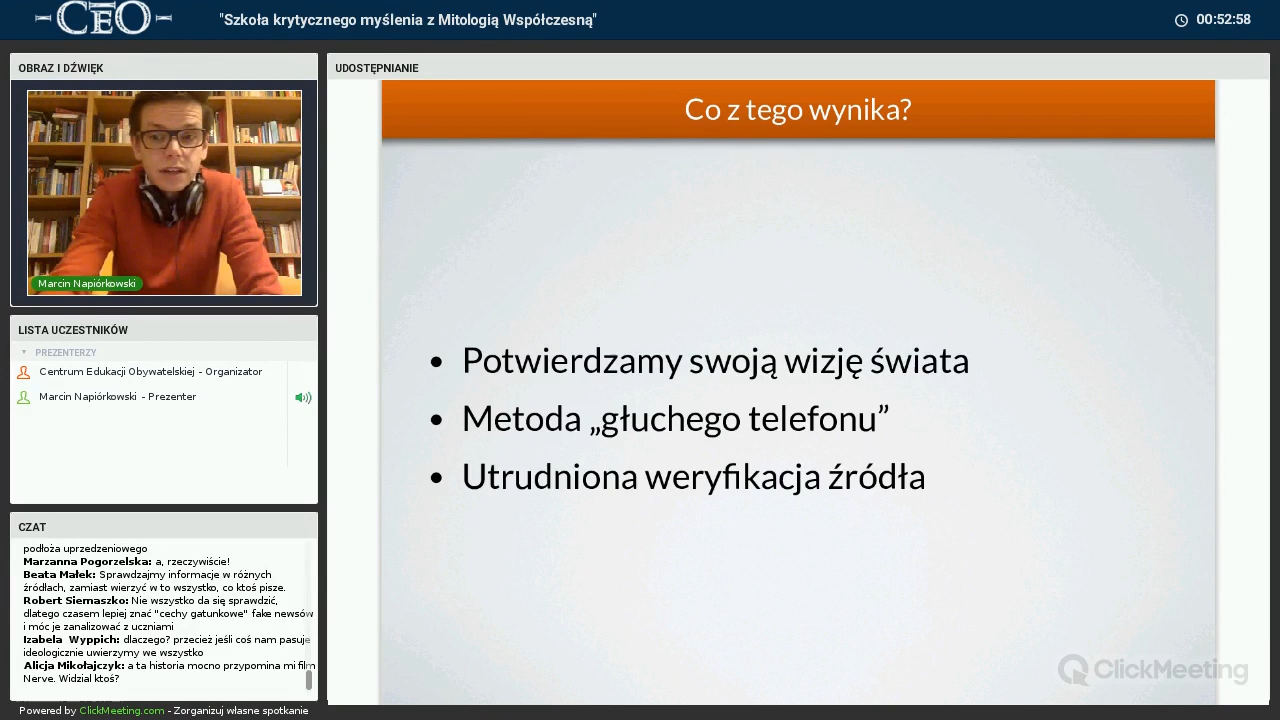 CEO
"Szkoła krytycznego myślenia z Mitologią Współczesną"
00:52:58
OBRAZ I DŹWIĘK
Marcin Napiórkowski
LISTA UCZESTNIKÓW
PREZENTERZY
Centrum Edukacji Obywatelskiej - Organizator
Marcin Napiórkowski - Prezenter
CZAT
podłoża uprzedzeniowego
Marzanna Pogorzelska: a, rzeczywiście!
Beata Małek: Sprawdzajmy informacje w różnych
źródłach, zamiast wierzyć w to wszystko, co ktoś pisze.
Robert Siemaszko: Nie wszystko da się sprawdzić,
dlatego czasem lepiej znać "cechy gatunkowe" fake newsów
i móc je zanalizować z uczniami
Izabela Wyppich: dlaczego? przecież jeśli coś nam pasuje
ideologicznie uwierzymy we wszystko
Alicja Mikołajczyk: a ta historia mocno przypomina mi film
Nerve. Widzial ktoś?
Powered by ClickMeeting.com - Zorganizuj własne spotkanie
UDOSTĘPNIANIE
Co z tego wynika?
• Potwierdzamy swoją wizję świata
• Metoda „głuchego telefonu”
• Utrudniona weryfikacja źródła
ClickMeeting